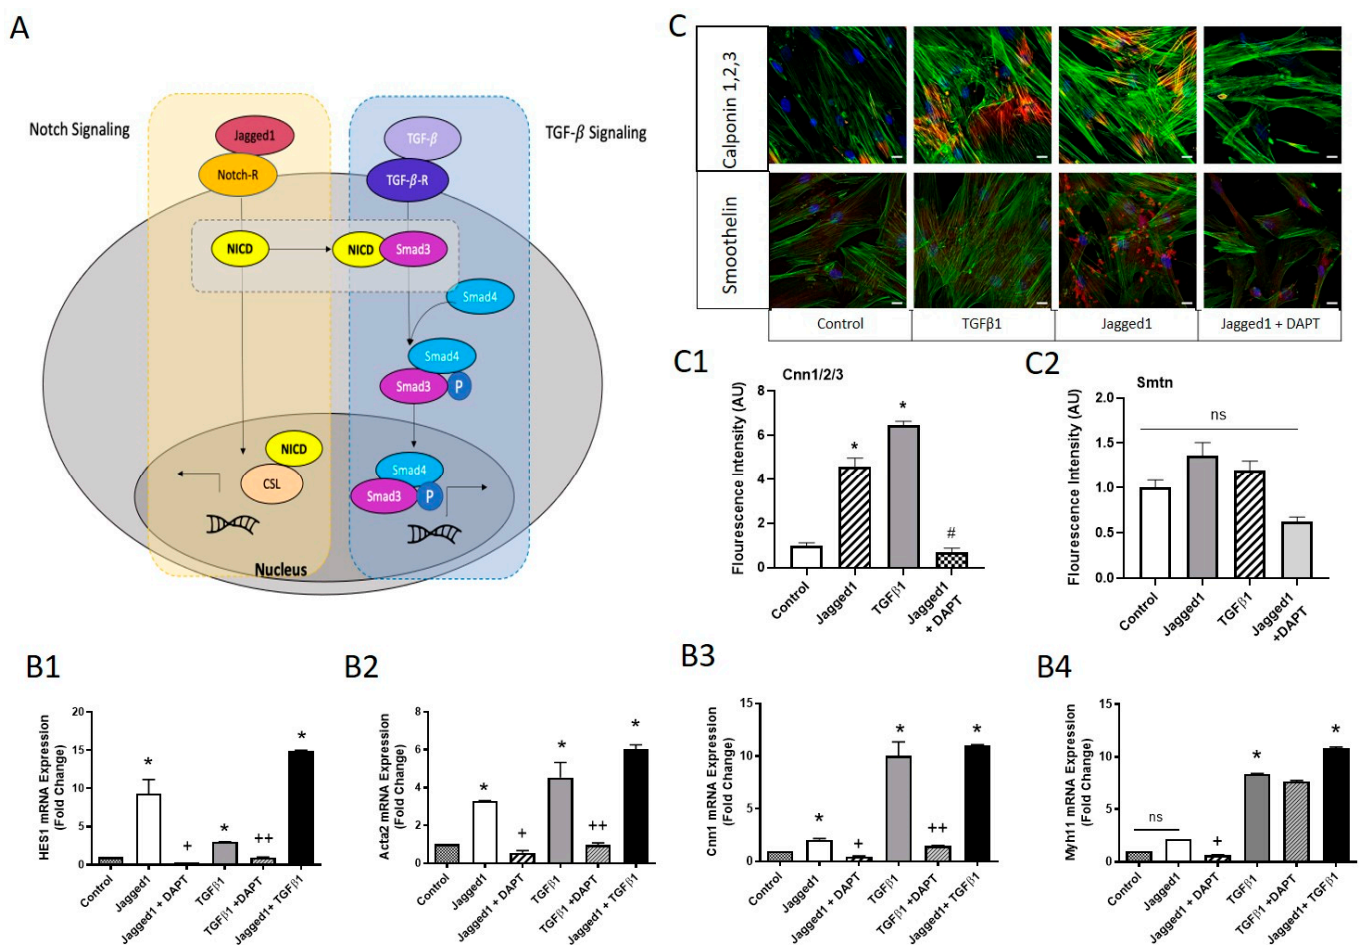 A
Notch Signaling
TGF-β Signaling
Jagged1
Notch-R
TGF-β
TGF-β-R
NICD
NICD
Smad3
Smad4
Smad4
Smad3
P
NICD
CSL
Smad4
Smad3
P
Nucleus
C
Calponin 1,2,3
Smoothelin
Control
TGFβ1
Jagged1
Jagged1 + DAPT
C1
Cnn1/2/3
Flourescence Intensity (AU)
8
6
4
2
0
*
*
#
Control
Jagged1
TGFβ1
Jagged1
+ DAPT
C2
Smtn
Flourescence Intensity (AU)
2.0
1.5
1.0
0.5
0.0
ns
Control
Jagged1
TGFβ1
Jagged1
+DAPT
B1
HES1 mRNA Expression
(Fold Change)
20
15
10
5
0
*
+
*
++
*
Control
Jagged1
Jagged1 + DAPT
TGFβ1
TGFβ1 +DAPT
Jagged1+ TGFβ1
B2
Acta2 mRNA Expression
(Fold Change)
8
6
4
2
0
*
+
*
++
*
Control
Jagged1
Jagged1 + DAPT
TGFβ1
TGFβ1 +DAPT
Jagged1+ TGFβ1
B3
Cnn1 mRNA Expression
(Fold Change)
15
10
5
0
*
+
*
++
*
Control
Jagged1
Jagged1 + DAPT
TGFβ1
TGFβ1 +DAPT
Jagged1+ TGFβ1
B4
Myh11 mRNA Expression
(Fold Change)
15
10
5
0
ns
+
*
*
Control
Jagged1
Jagged1 + DAPT
TGFβ1
TGFβ1 +DAPT
Jagged1+ TGFβ1